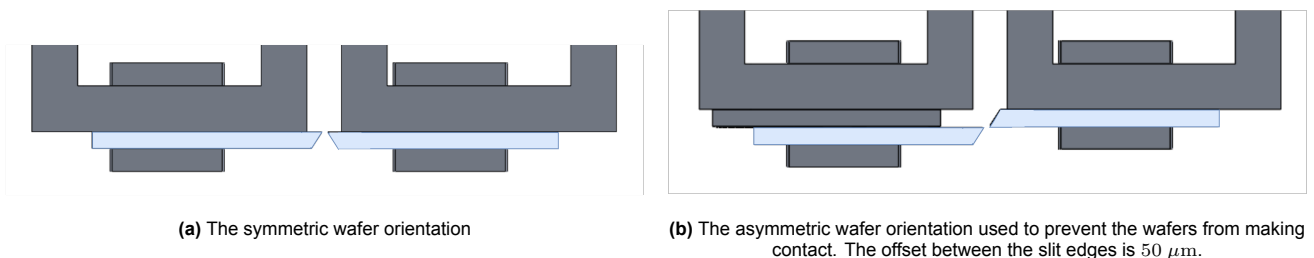 (a) The symmetric wafer orientation
(b) The asymmetric wafer orientation used to prevent the wafers from making
contact. The offset between the slit edges is 50 μm.